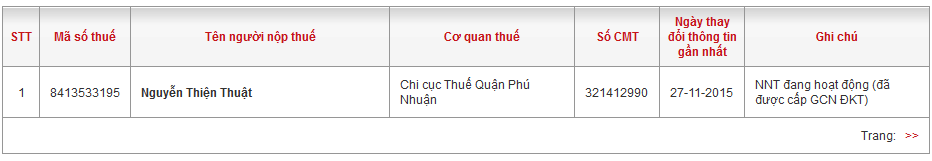 STT Mã số thuế Tên người nộp thuế Cơ quan thuế Số CMT Ngày thay đổi thông tin gần nhất Ghi chú
1 8413533195 Nguyễn Thiện Thuật Chi cục Thuế Quận Phú Nhuận 321412990 27-11-2015 NNT đang hoạt động (đã được cấp GCN ĐKT)
Trang: >>